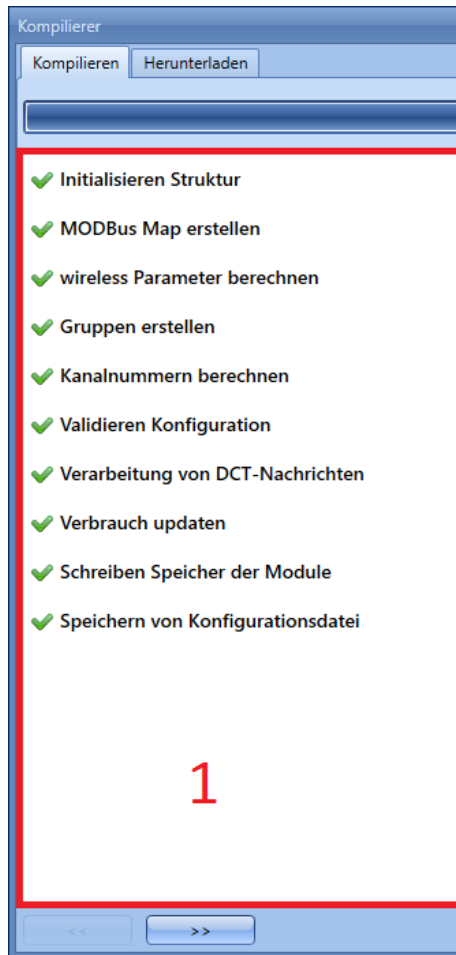 Kompilierer
Kompilieren Herunterladen
Initialisieren Struktur
MODBus Map erstellen
wireless Parameter berechnen
Gruppen erstellen
Kanalnummern berechnen
Validieren Konfiguration
Verarbeitung von DCT-Nachrichten
Verbrauch updaten
Schreiben Speicher der Module
Speichern von Konfigurationsdatei
1
<< >>